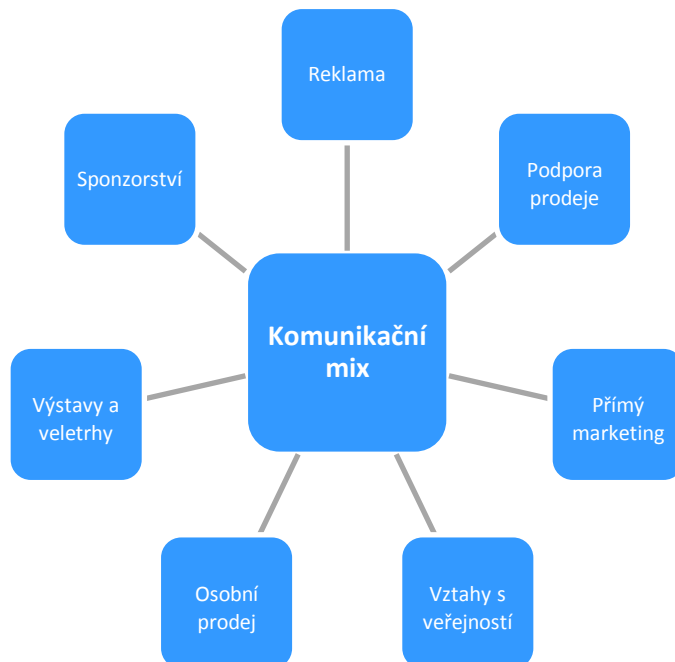 Reklama
Podpora
prodeje
Přímý
marketing
Vztahy s
veřejností
Osobní
prodej
Výstavy a
veletrhy
Sponzorství
Komunikační
mix